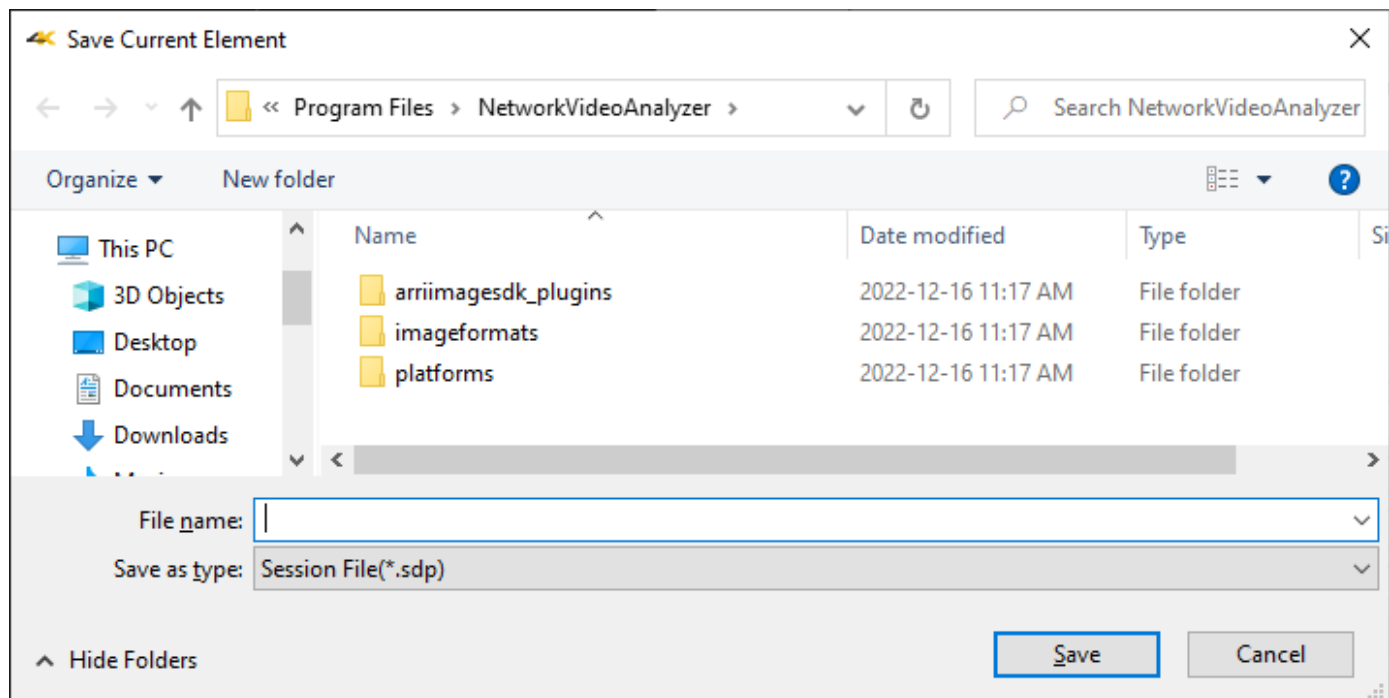 Save Current Element
« Program Files › NetworkVideoAnalyzer ›
Search NetworkVideoAnalyzer
Organize
New folder
?
This PC
3D Objects
Desktop
Documents
Downloads
Name Date modified Type Si
arriimagesdk_plugins 2022-12-16 11:17 AM File folder
imageformats 2022-12-16 11:17 AM File folder
platforms 2022-12-16 11:17 AM File folder
File name:
Save as type: Session File(*.sdp)
Hide Folders
Save
Cancel